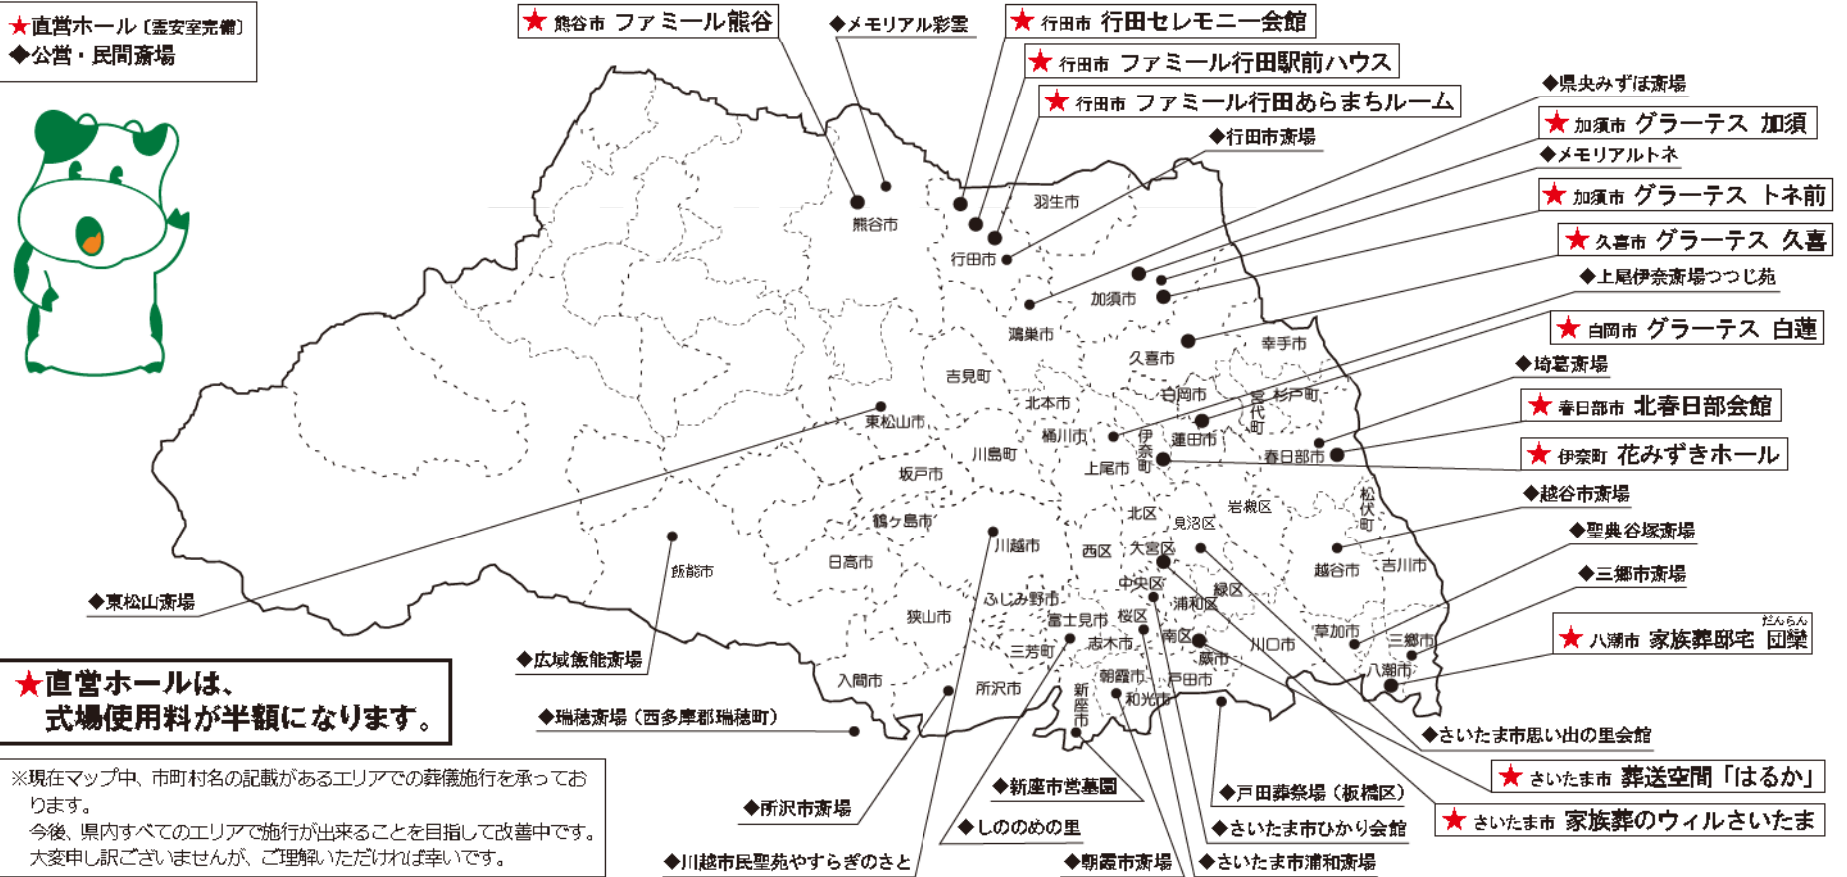 ★直営ホール〔霊安室完備〕
◆公営・民間斎場
★熊谷市 ファミール熊谷
◆メモリアル彩雲
★行田市 行田セレモニー会館
★行田市 ファミール行田駅前ハウス
★行田市 ファミール行田あらまちルーム
◆行田市斎場
◆県央みずほ斎場
★加須市 グラーテス 加須
◆メモリアルトネ
★加須市 グラーテス トネ前
★久喜市 グラーテス 久喜
◆上尾伊奈斎場つつじ苑
★白岡市 グラーテス 白蓮
◆埼葛斎場
★春日部市 北春日部会館
★伊奈町 花みずきホール
◆越谷市斎場
◆聖典谷塚斎場
◆三郷市斎場
だんらん
★八潮市 家族葬邸宅 団欒
◆さいたま市思い出の里会館
★さいたま市 葬送空間「はるか」
★さいたま市 家族葬のウィルさいたま
◆戸田葬祭場（板橋区）
◆さいたま市ひかり会館
◆さいたま市浦和斎場
◆朝霞市斎場
◆新座市営墓園
◆しののめの里
◆所沢市斎場
◆川越市民聖苑やすらぎのさと
◆瑞穂斎場（西多摩郡瑞穂町）
◆広域飯能斎場
◆東松山斎場
熊谷市
羽生市
行田市
加須市
鴻巣市
久喜市
幸手市
吉見町
北本市
白岡市
宮代町
杉戸町
東松山市
桶川市
伊奈町
蓮田市
川島町
上尾市
春日部市
坂戸市
松伏町
岩槻区
北区
見沼区
鶴ヶ島市
川越市
西区
大宮区
日高市
飯能市
越谷市
吉川市
中央区
緑区
ふじみ野市
浦和区
狭山市
富士見市
桜区
南区
志木市
川口市
草加市
三郷市
三芳町
蕨市
八潮市
入間市
所沢市
朝霞市
戸田市
新座市
和光市
★直営ホールは、
式場使用料が半額になります。
※現在マップ中、市町村名の記載があるエリアでの葬儀施行を承ってお
ります。
今後、県内すべてのエリアで施行が出来ることを目指して改善中です。
大変申し訳ございませんが、ご理解いただければ幸いです。